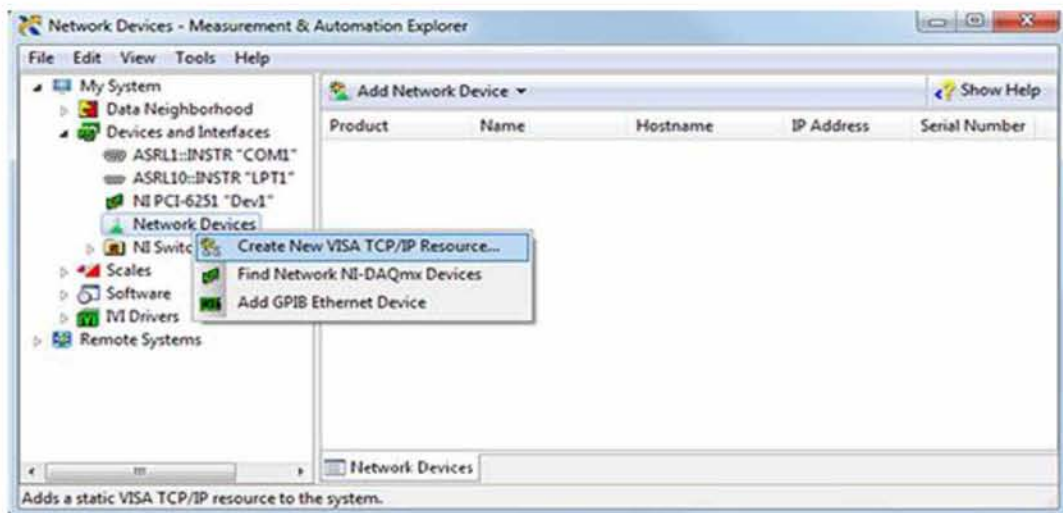 Network Devices - Measurement & Automation Explorer
File Edit View Tools Help
My System
Data Neighborhood
Devices and Interfaces
ASRL1::INSTR "COM1"
ASRL10::INSTR "LPT1"
NI PCI-6251 "Dev1"
Network Devices
NI Switc
Scales
Software
IVI Drivers
Remote Systems
Create New VISA TCP/IP Resource...
Find Network NI-DAQmx Devices
Add GPIB Ethernet Device
Add Network Device
Show Help
Product Name Hostname IP Address Serial Number
Network Devices
Adds a static VISA TCP/IP resource to the system.